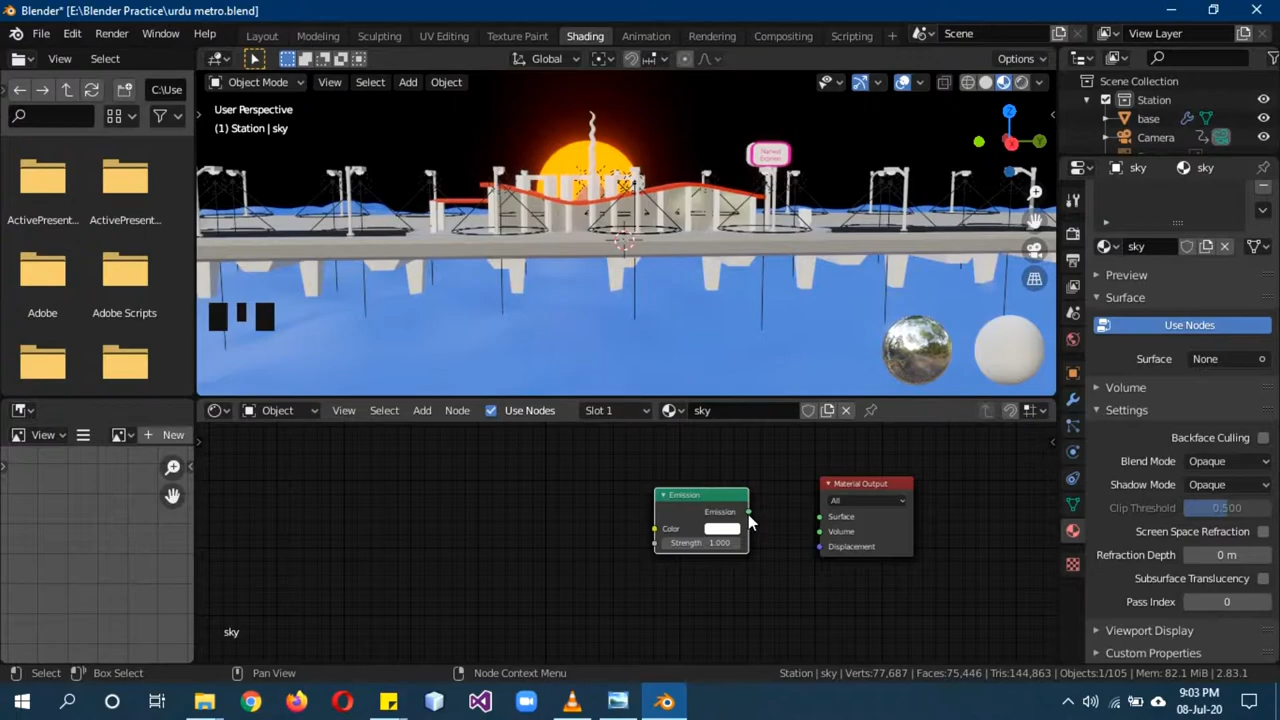 Blender* [E:\Blender Practice\urdu metro.blend]
File Edit Render Window Help
Layout Modeling Sculpting UV Editing Texture Paint Shading Animation Rendering Compositing Scripting
Scene
View Layer
View Select
Global
Options
C:\Use
Object Mode View Select Add Object
User Perspective
(1) Station | sky
Z
Y
X
Narwol
Express
ActivePresent...
ActivePresent...
Adobe
Adobe Scripts
Scene Collection
Station
base
Camera
sky
sky
sky
Preview
Surface
Use Nodes
Surface None
Volume
Settings
Backface Culling
Blend Mode Opaque
Shadow Mode Opaque
Clip Threshold 0.500
Screen Space Refraction
Refraction Depth 0 m
Subsurface Translucency
Pass Index 0
Viewport Display
Custom Properties
Object View Select Add Node Use Nodes Slot 1 sky
View New
Emission
Emission
Color
Strength 1.000
Material Output
All
Surface
Volume
Displacement
sky
Select Box Select Pan View Node Context Menu
Station | sky | Verts:77,687 | Faces:75,446 | Tris:144,863 | Objects:1/105 | Mem: 82.1 MiB | 2.83.1
9:03 PM
08-Jul-20